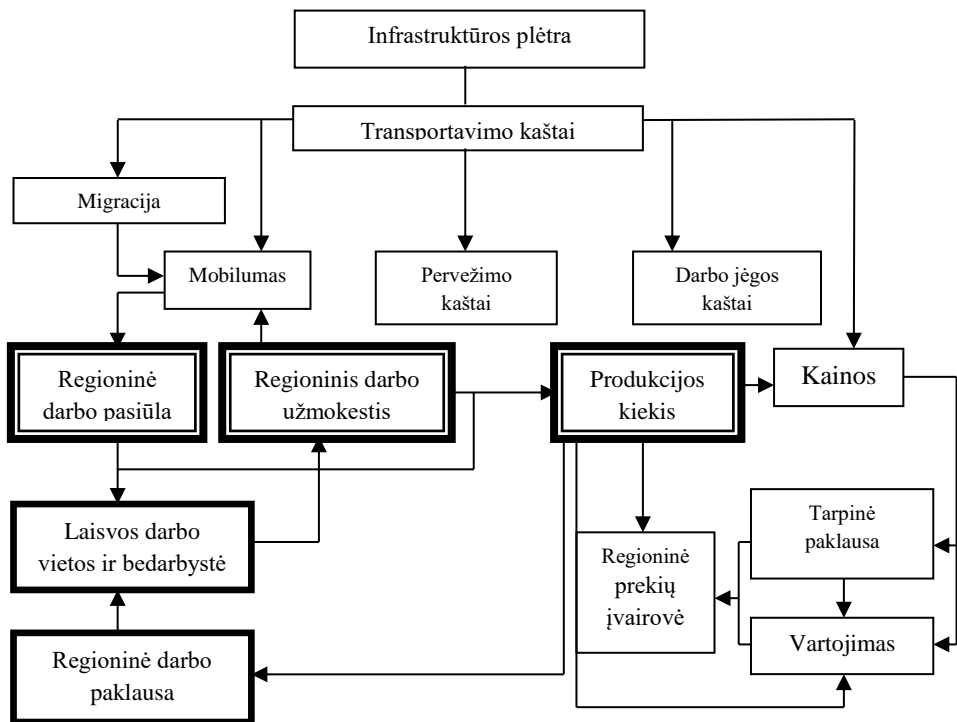 Infrastruktūros plėtra
Transportavimo kaštai
Migracija
Mobilumas
Pervežimo
kaštai
Darbo jėgos
kaštai
Regioninė
darbo pasiūla
Regioninis darbo
užmokestis
Produkcijos
kiekis
Kainos
Laisvos darbo
vietos ir bedarbystė
Regioninė
prekių
įvairovė
Tarpinė
paklausa
Regioninė darbo
paklausa
Vartojimas